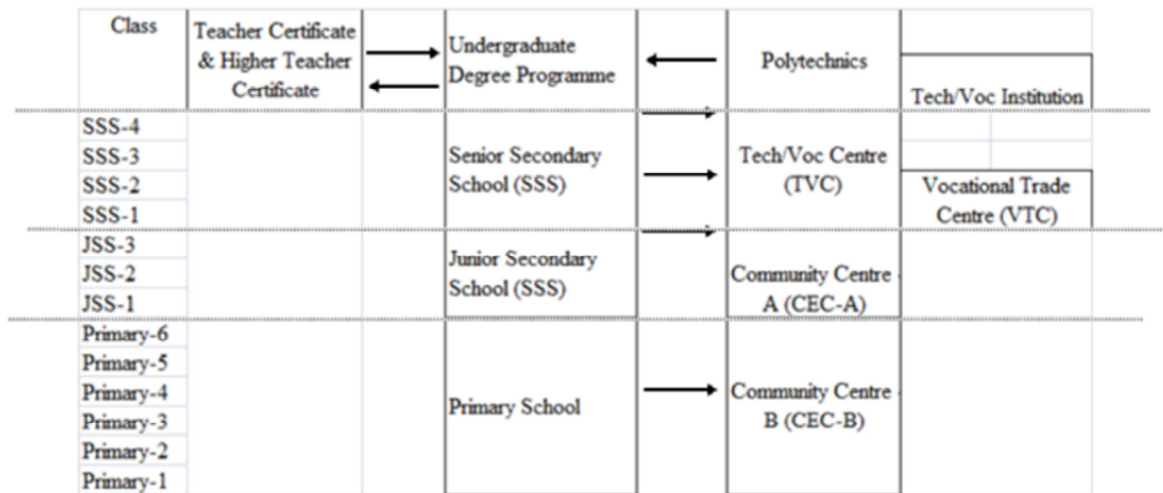 Class
Teacher Certificate
& Higher Teacher
Certificate
Undergraduate
Degree Programme
Polytechnics
Tech/Voc Institution
SSS-4
SSS-3
SSS-2
SSS-1
Senior Secondary
School (SSS)
Tech/Voc Centre
(TVC)
Vocational Trade
Centre (VTC)
JSS-3
JSS-2
JSS-1
Junior Secondary
School (SSS)
Community Centre
A (CEC-A)
Primary-6
Primary-5
Primary-4
Primary-3
Primary-2
Primary-1
Primary School
Community Centre
B (CEC-B)